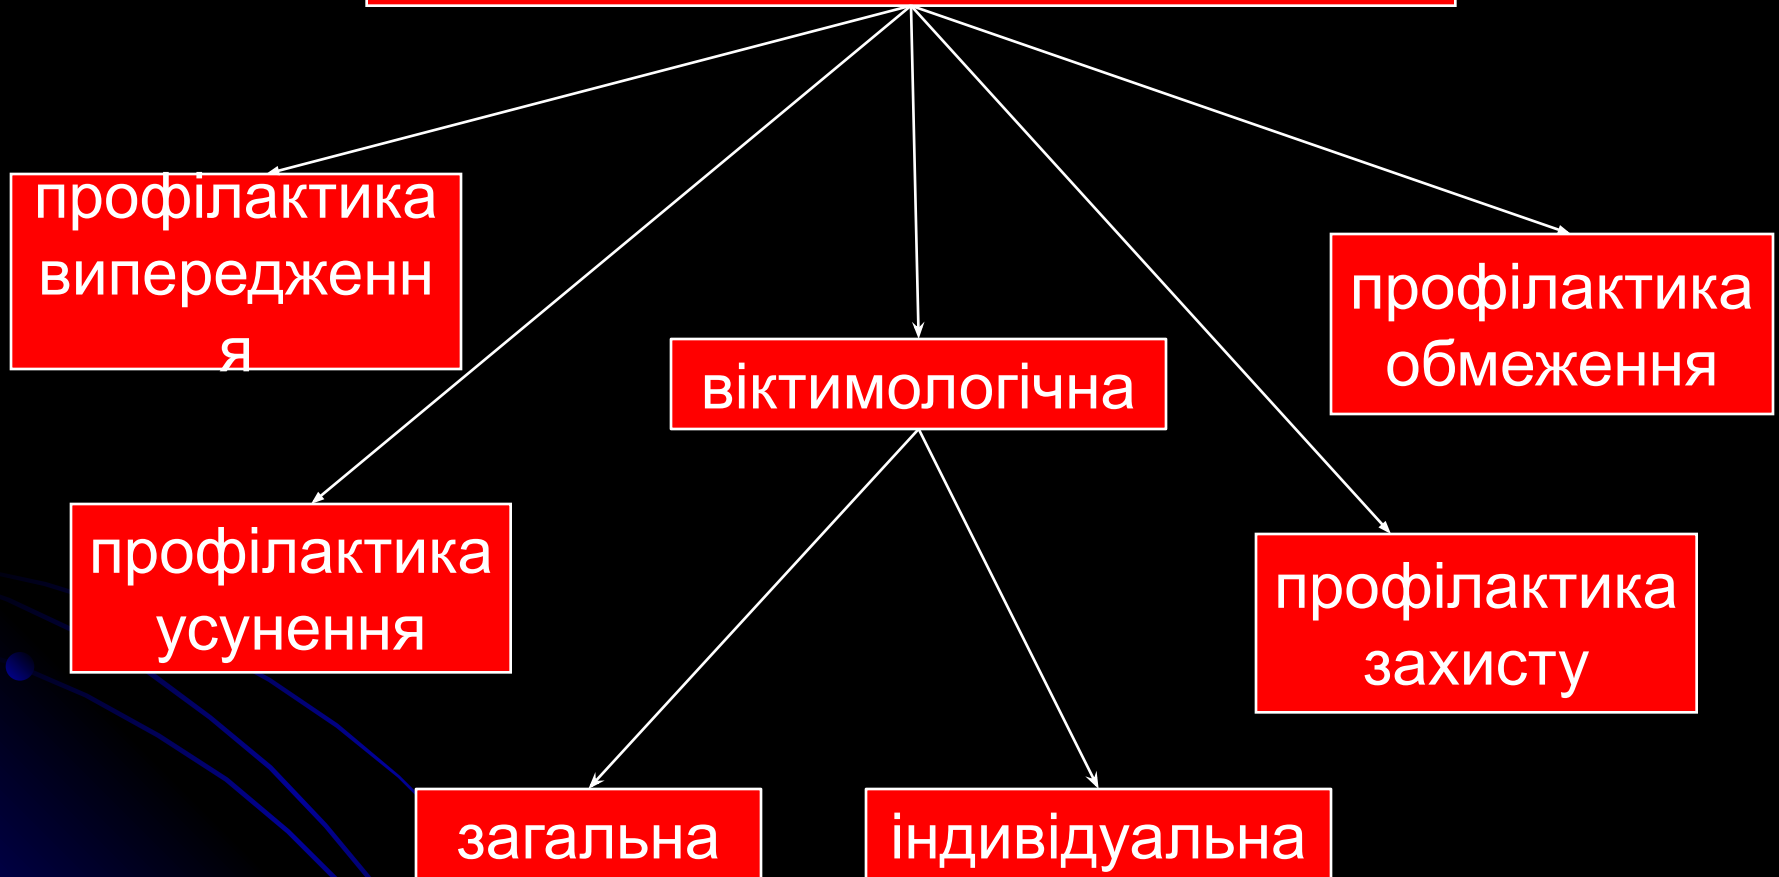 профілактика
випередженн
я
профілактика
обмеження
віктимологічна
профілактика
усунення
профілактика
захисту
загальна
індивідуальна